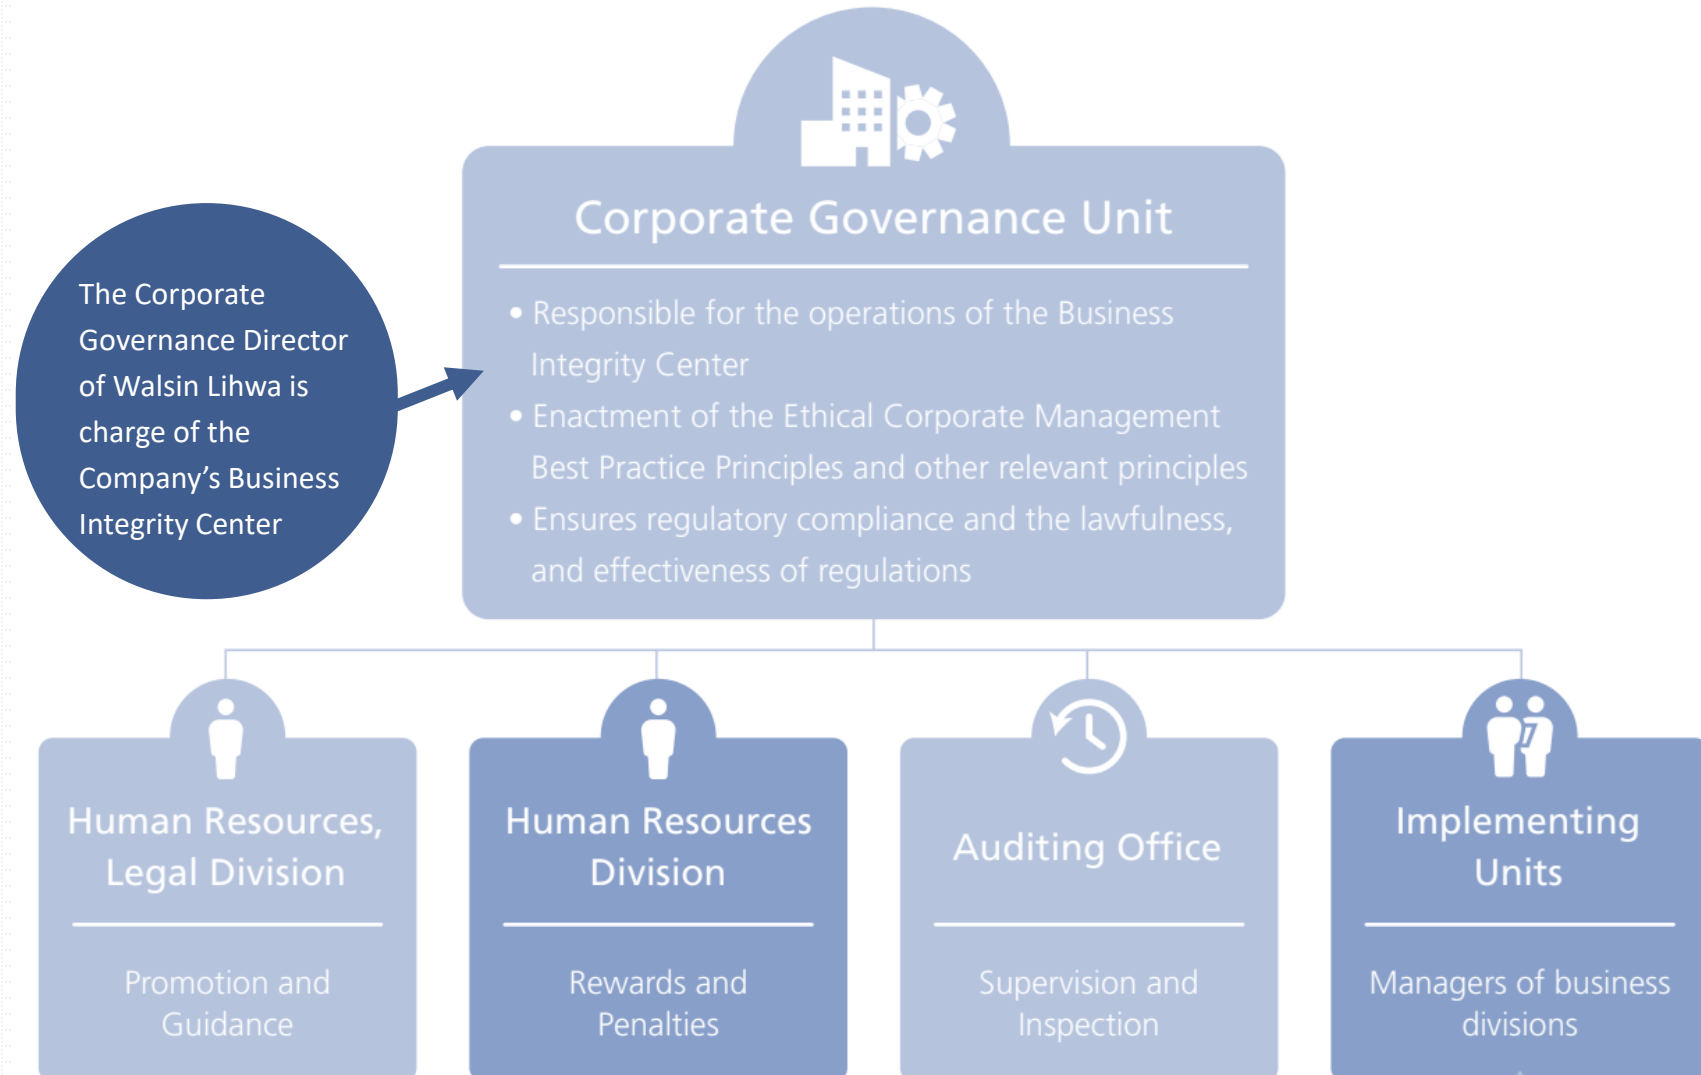 Corporate Governance Unit
• Responsible for the operations of the Business
Integrity Center
• Enactment of the Ethical Corporate Management
Best Practice Principles and other relevant principles
• Ensures regulatory compliance and the lawfulness,
and effectiveness of regulations
The Corporate
Governance Director
of Walsin Lihwa is
charge of the
Company’s Business
Integrity Center
Human Resources,
Legal Division
Promotion and
Guidance
Human Resources
Division
Rewards and
Penalties
Auditing Office
Supervision and
Inspection
Implementing
Units
Managers of business
divisions